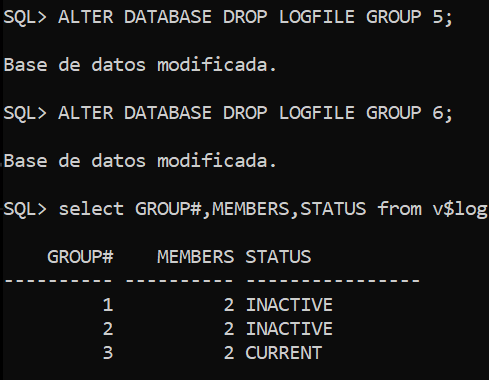 SQL> ALTER DATABASE DROP LOGFILE GROUP 5;
Base de datos modificada.
SQL> ALTER DATABASE DROP LOGFILE GROUP 6;
Base de datos modificada.
SQL> select GROUP#,MEMBERS,STATUS from v$log
    GROUP#    MEMBERS STATUS
---------- ---------- ----------------
         1          2 INACTIVE
         2          2 INACTIVE
         3          2 CURRENT